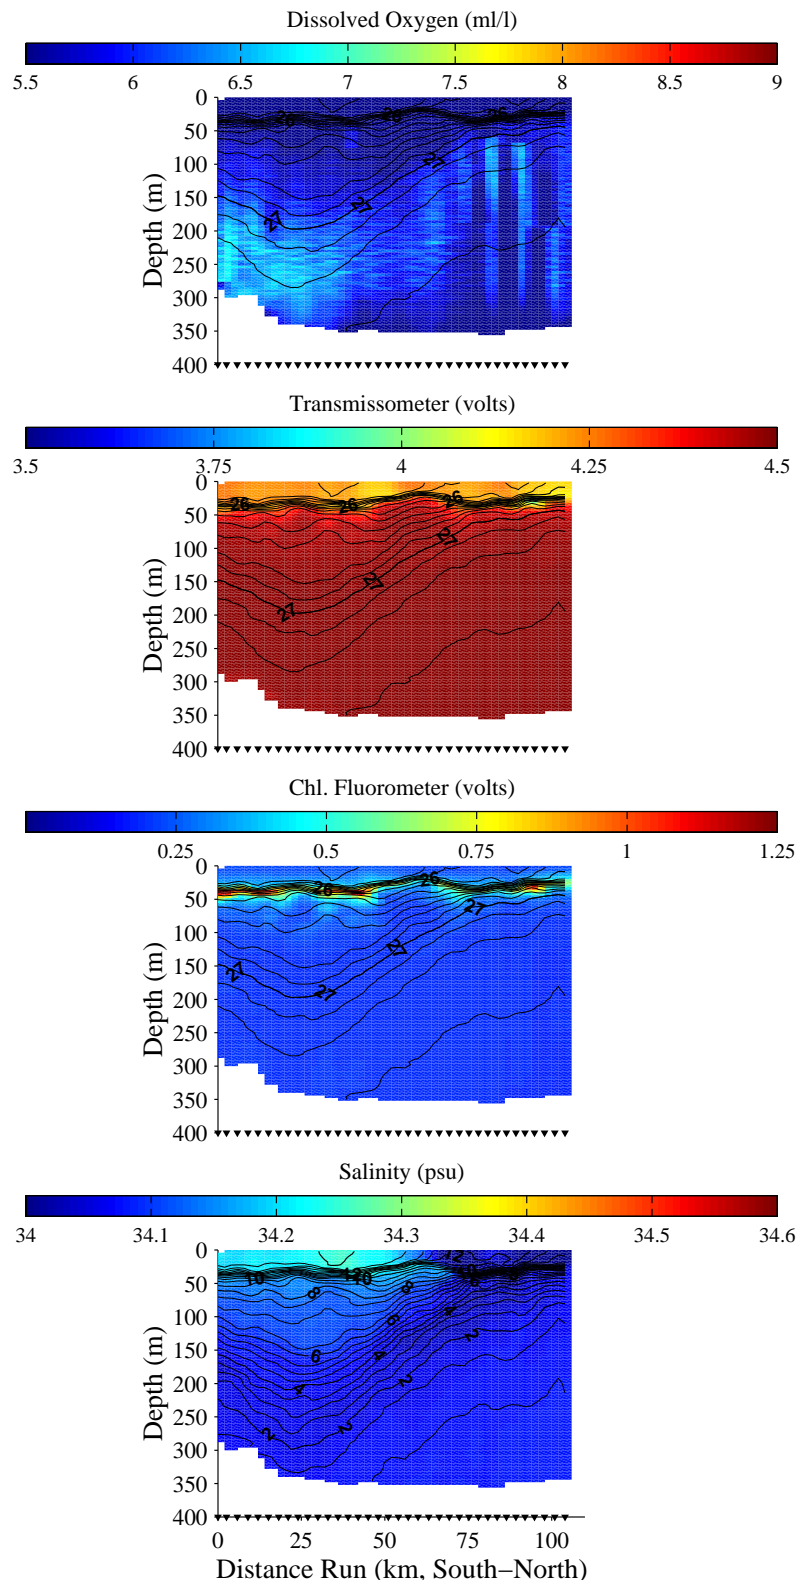 Dissolved Oxygen (ml/l)
5.5 6 6.5 7 7.5 8 8.5 9
0
50
100
150
200
250
300
350
400
Depth (m)
26 26 26
27 27 27
Transmissometer (volts)
3.5 3.75 4 4.25 4.5
0
50
100
150
200
250
300
350
400
Depth (m)
26 26 26
27 27 27
Chl. Fluorometer (volts)
0.25 0.5 0.75 1 1.25
0
50
100
150
200
250
300
350
400
Depth (m)
26 26
27 27 27 27
Salinity (psu)
34 34.1 34.2 34.3 34.4 34.5 34.6
0
50
100
150
200
250
300
350
400
Depth (m)
12
10 12 10 10
8 8
6 6
4 4 4
2 2 2 2
0 25 50 75 100
Distance Run (km, South−North)